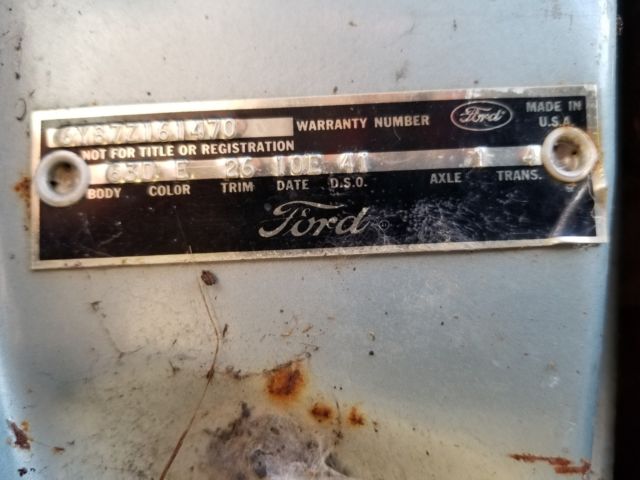 6Y87Z161470 WARRANTY NUMBER Ford MADE IN U.S.A
NOT FOR TITLE OR REGISTRATION
63D E 26 10E 41 1 4
BODY COLOR TRIM DATE D.S.O. AXLE TRANS.
Ford ®